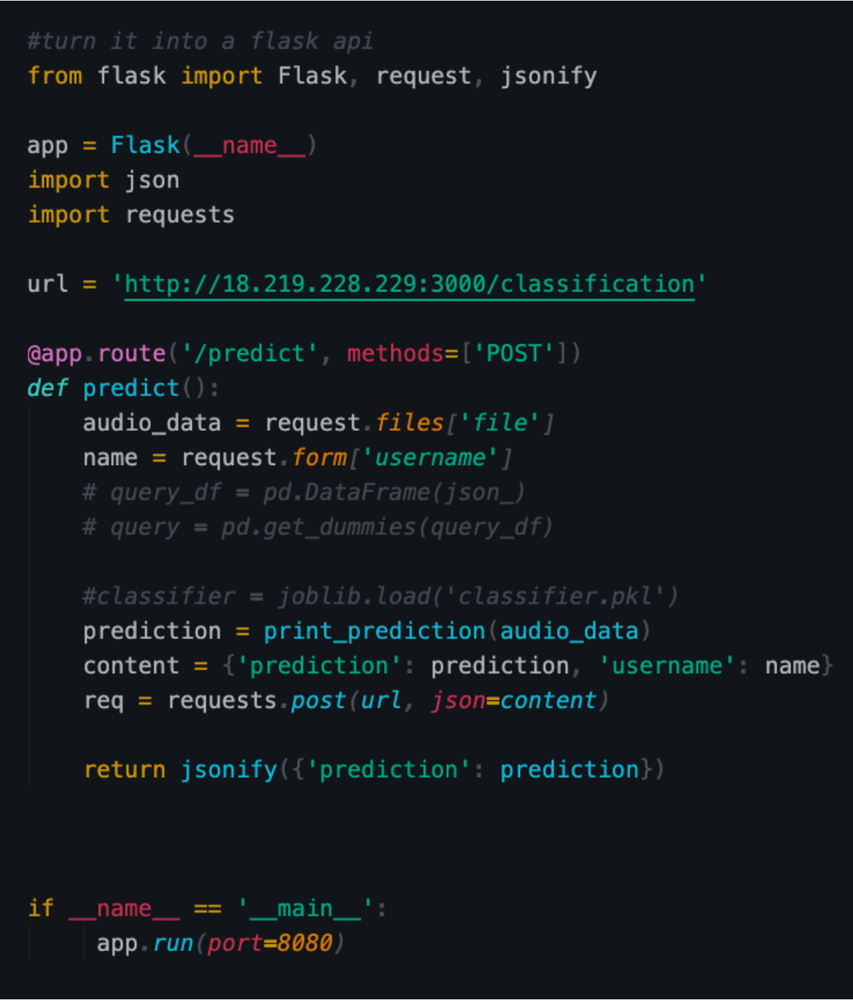 #turn it into a flask api
from flask import Flask, request, jsonify
app = Flask(__name__)
import json
import requests
url = 'http://18.219.228.229:3000/classification'
@app.route('/predict', methods=['POST'])
def predict():
audio_data = request.files['file']
name = request.form['username']
# query_df = pd.DataFrame(json_)
# query = pd.get_dummies(query_df)
#classifier = joblib.load('classifier.pkl')
prediction = print_prediction(audio_data)
content = {'prediction': prediction, 'username': name}
req = requests.post(url, json=content)
return jsonify({'prediction': prediction})
if __name__ == '__main__':
app.run(port=8080)